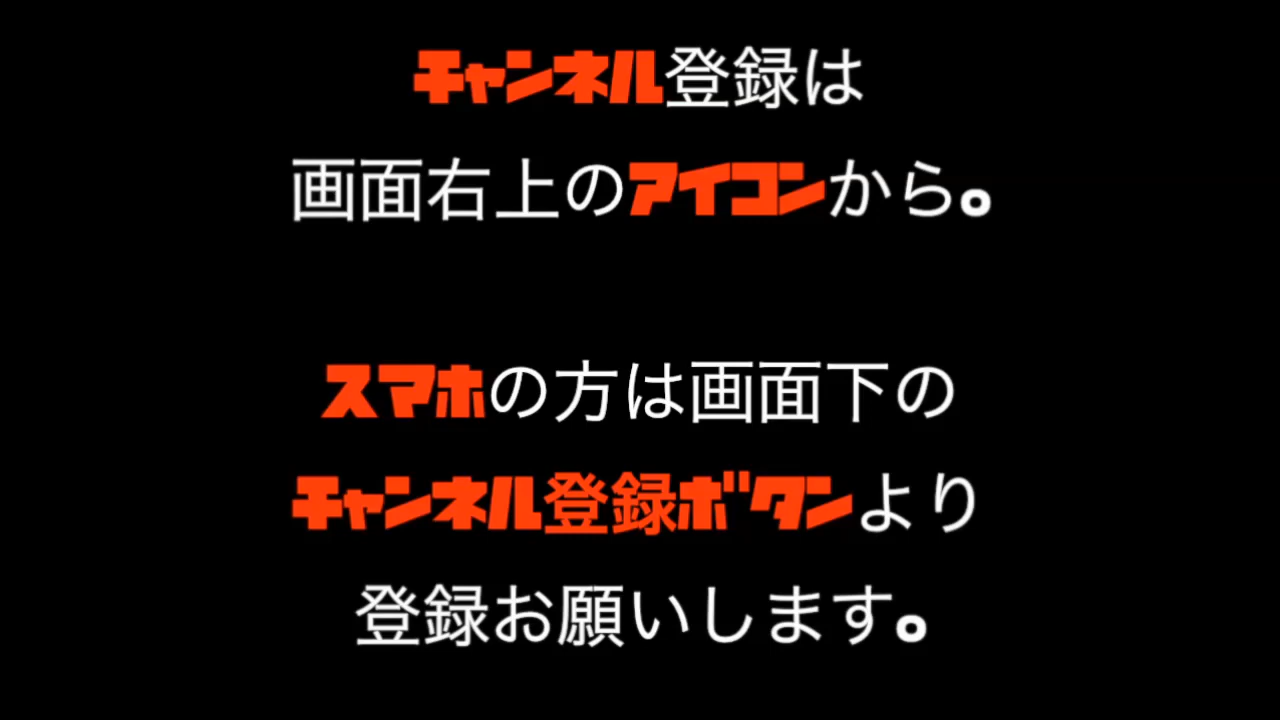 チャンネル登録は
画面右上のアイコンから。
スマホの方は画面下の
チャンネル登録ボタンより
登録お願いします。